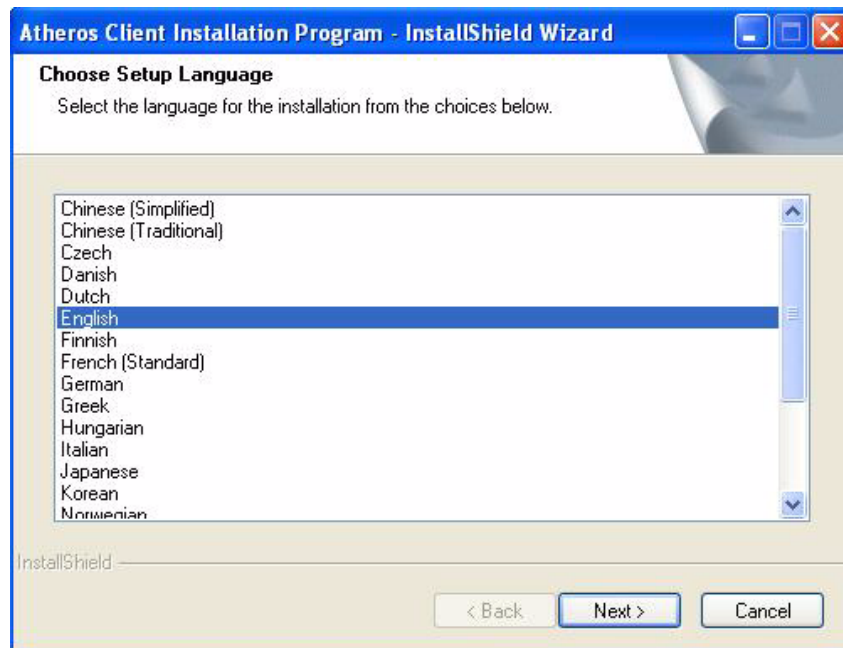 Atheros Client Installation Program - InstallShield Wizard
Choose Setup Language
Select the language for the installation from the choices below.
Chinese (Simplified)
Chinese (Traditional)
Czech
Danish
Dutch
English
Finnish
French (Standard)
German
Greek
Hungarian
Italian
Japanese
Korean
Norwegian
InstallShield
< Back Next > Cancel